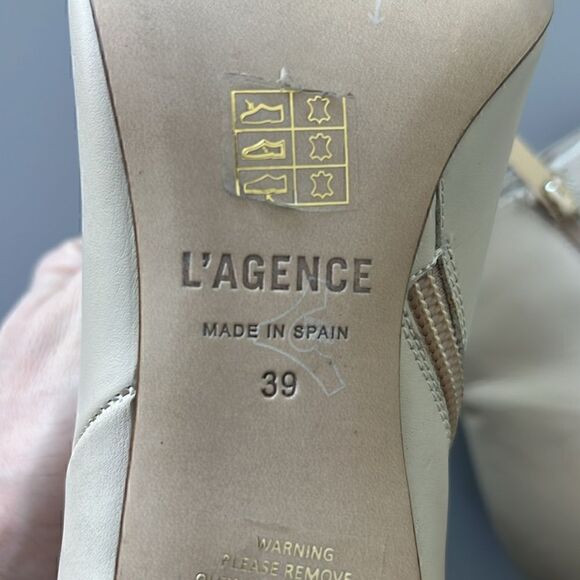 L'AGENCE
MADE IN SPAIN
39
WARNING
PLEASE REMOVE